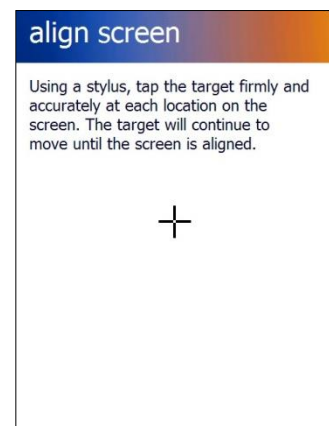 align screen
Using a stylus, tap the target firmly and
accurately at each location on the
screen. The target will continue to
move until the screen is aligned.